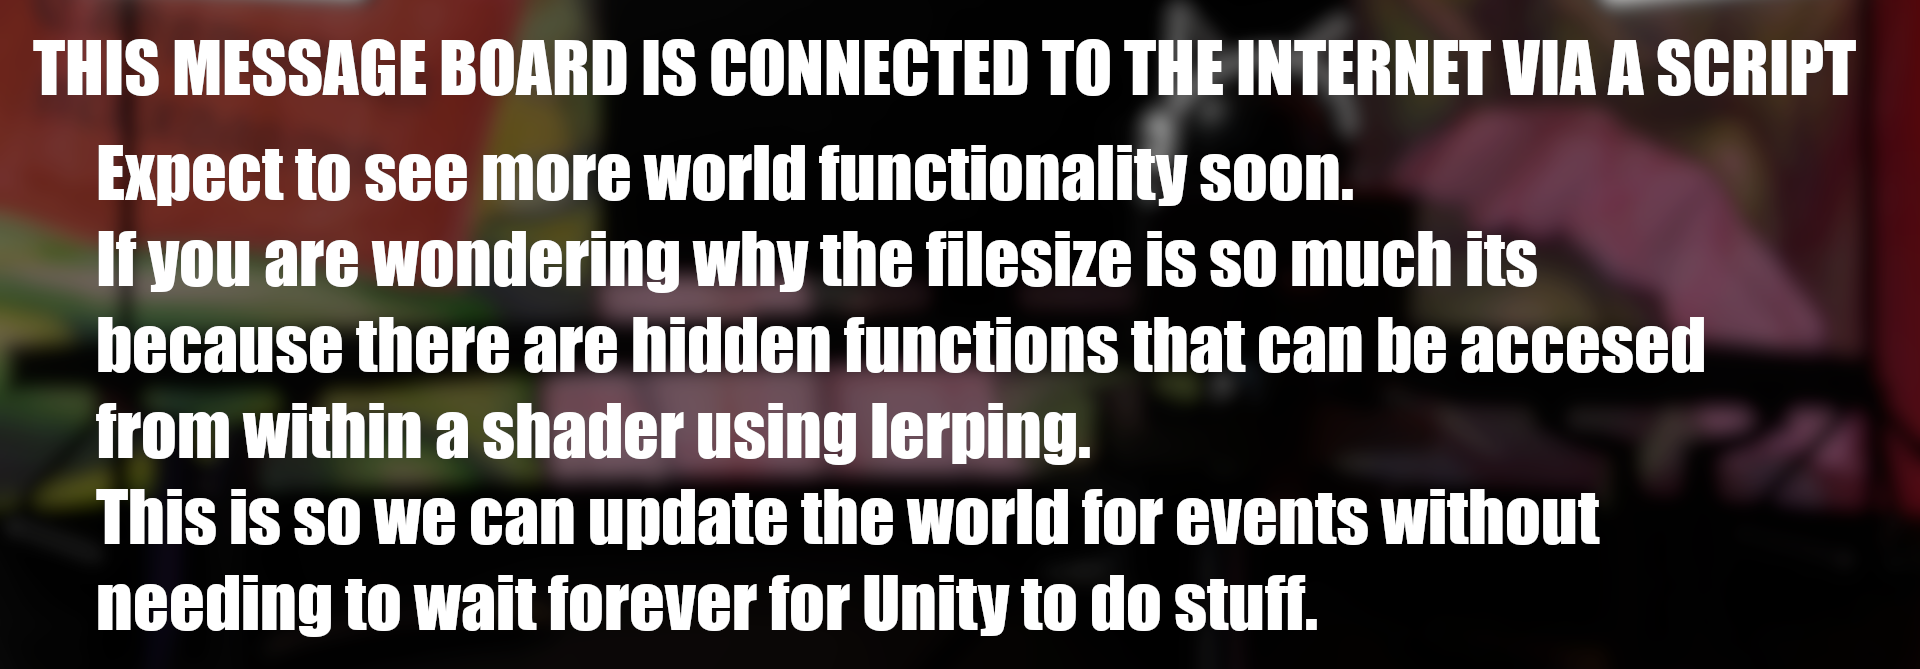 THIS MESSAGE BOARD IS CONNECTED TO THE INTERNET VIA A SCRIPT
Expect to see more world functionality soon.
If you are wondering why the filesize is so much its
because there are hidden functions that can be accesed
from within a shader using lerping.
This is so we can update the world for events without
needing to wait forever for Unity to do stuff.